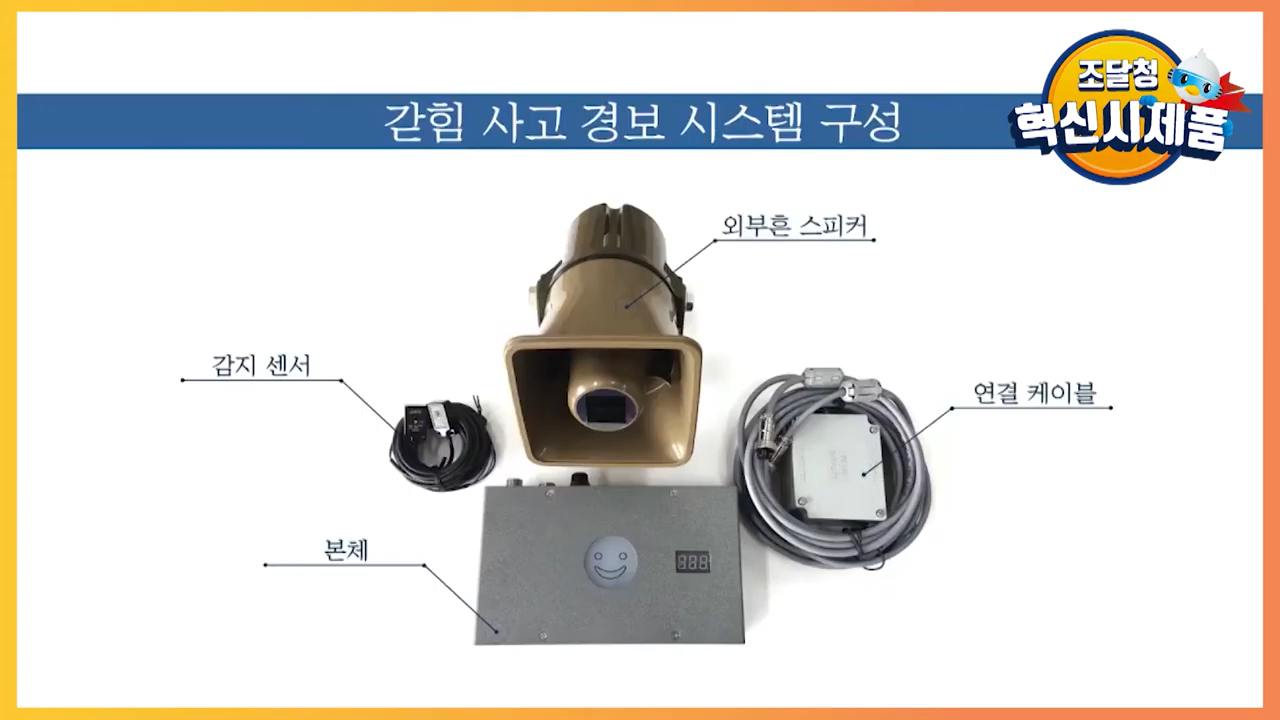 조달청
혁신시제품
갇힘 사고 경보 시스템 구성
외부혼 스피커
감지 센서
연결 케이블
본체